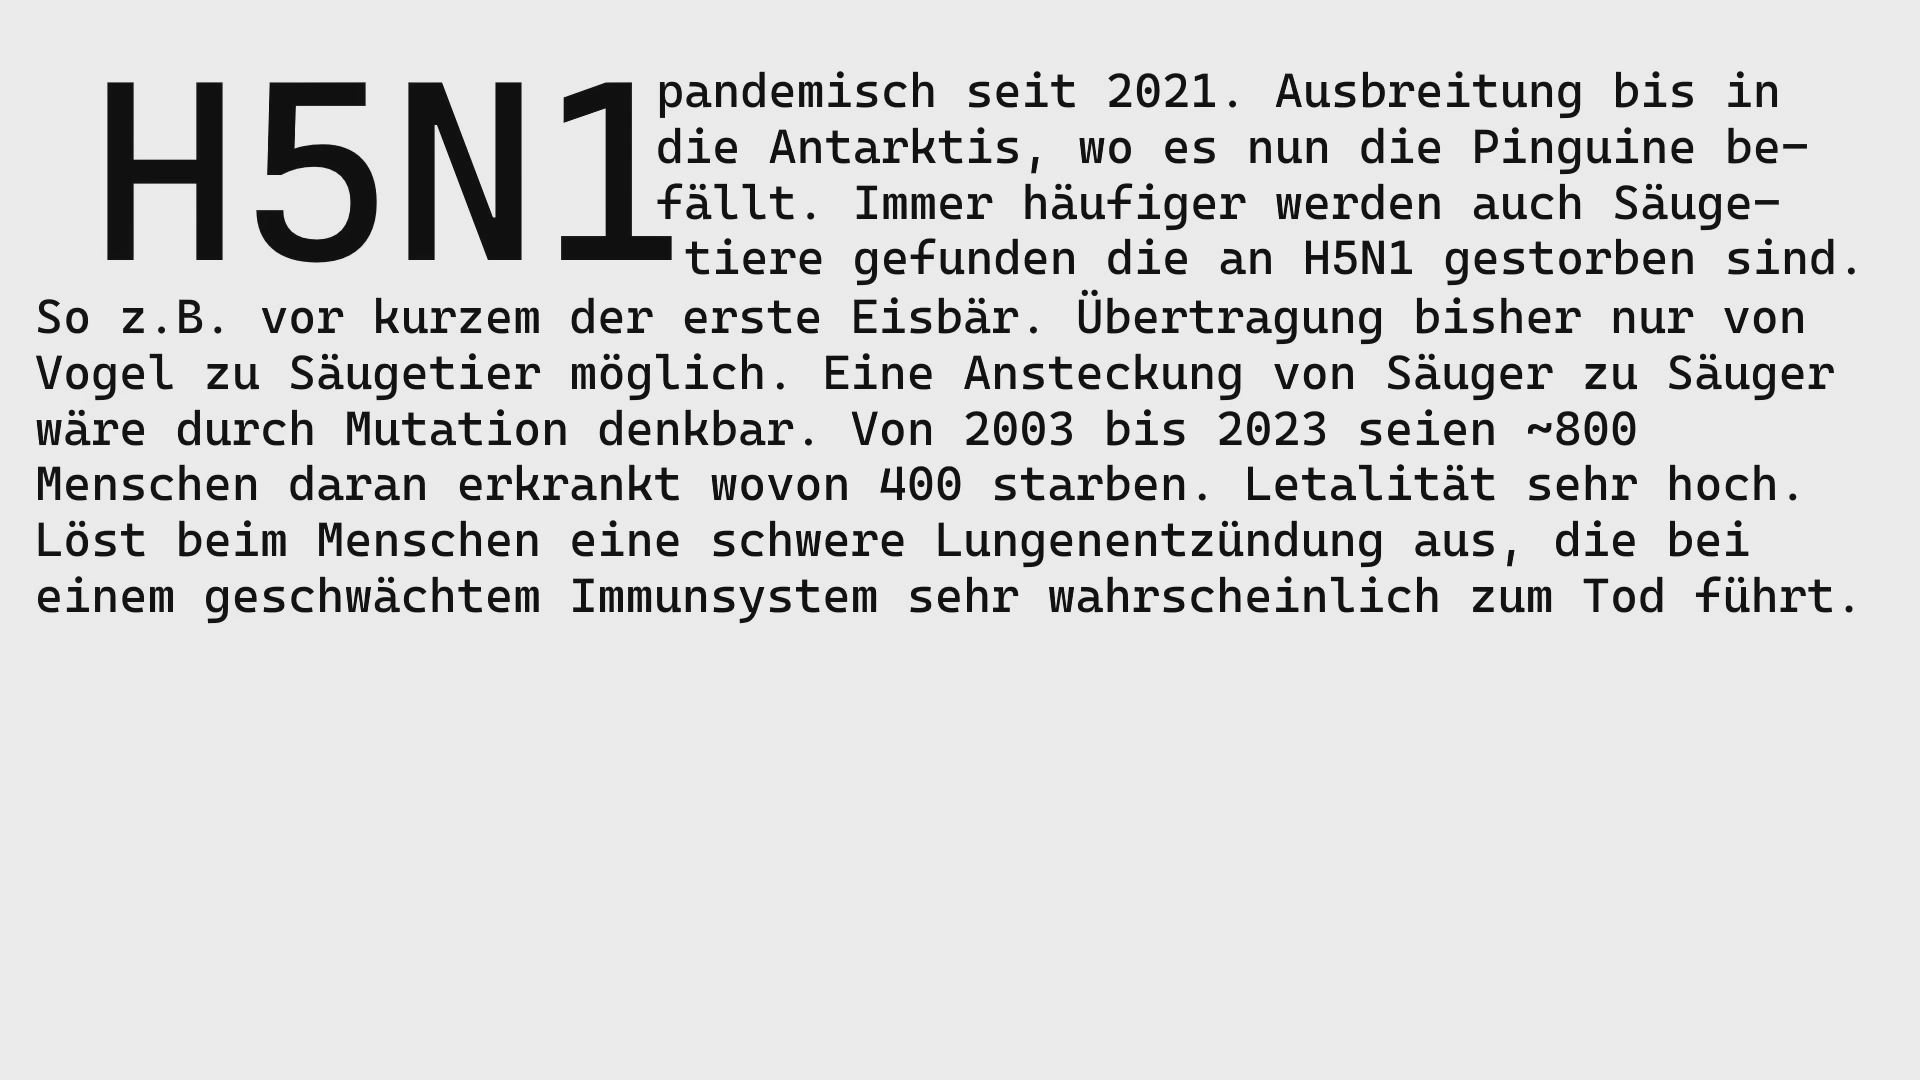 H5N1
pandemisch seit 2021. Ausbreitung bis in
die Antarktis, wo es nun die Pinguine be-
fällt. Immer häufiger werden auch Säuge-
tiere gefunden die an H5N1 gestorben sind.
So z.B. vor kurzem der erste Eisbär. Übertragung bisher nur von
Vogel zu Säugetier möglich. Eine Ansteckung von Säuger zu Säuger
wäre durch Mutation denkbar. Von 2003 bis 2023 seien ~800
Menschen daran erkrankt wovon 400 starben. Letalität sehr hoch.
Löst beim Menschen eine schwere Lungenentzündung aus, die bei
einem geschwächtem Immunsystem sehr wahrscheinlich zum Tod führt.